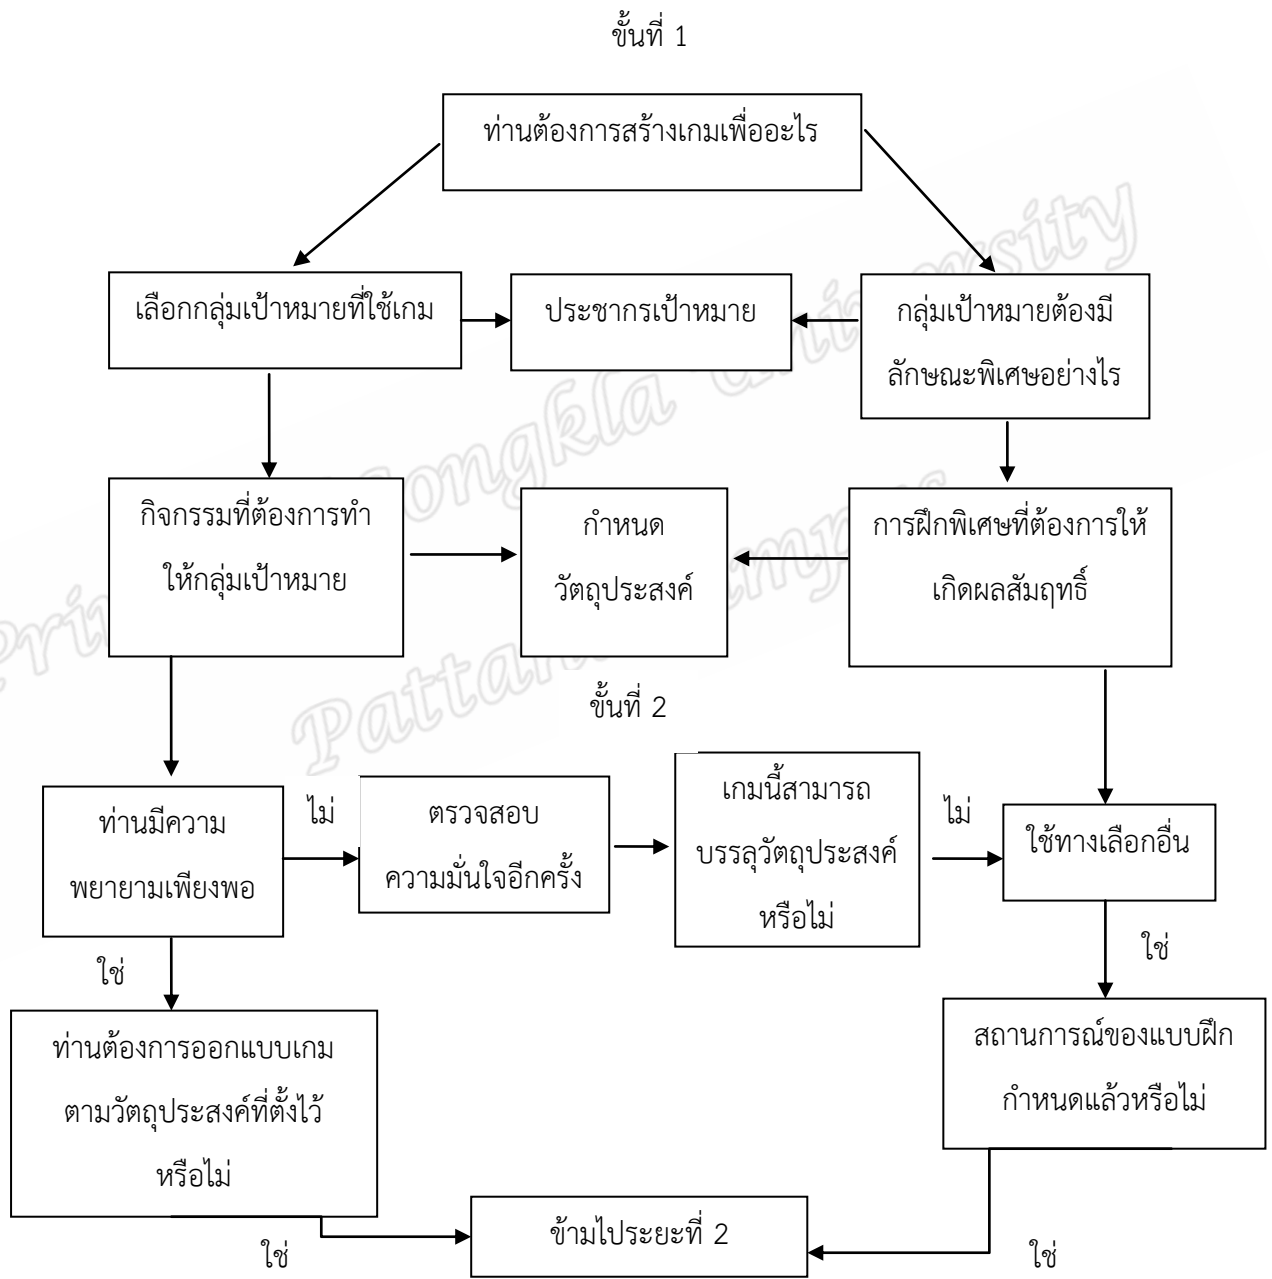 ขั้นที่ 1
ท่านต้องการสร้างเกมเพื่ออะไร
เลือกกลุ่มเป้าหมายที่ใช้เกม
ประชากรเป้าหมาย
กลุ่มเป้าหมายต้องมี
ลักษณะพิเศษอย่างไร
กิจกรรมที่ต้องการทำ
ให้กลุ่มเป้าหมาย
กำหนด
วัตถุประสงค์
การฝึกพิเศษที่ต้องการให้
เกิดผลสัมฤทธิ์
ขั้นที่ 2
ท่านมีความ
พยายามเพียงพอ
ไม่
ตรวจสอบ
ความมั่นใจอีกครั้ง
เกมนี้สามารถ
บรรลุวัตถุประสงค์
หรือไม่
ไม่
ใช้ทางเลือกอื่น
ใช่
ใช่
ท่านต้องการออกแบบเกม
ตามวัตถุประสงค์ที่ตั้งไว้
หรือไม่
สถานการณ์ของแบบฝึก
กำหนดแล้วหรือไม่
ข้ามไประยะที่ 2
ใช่
ใช่